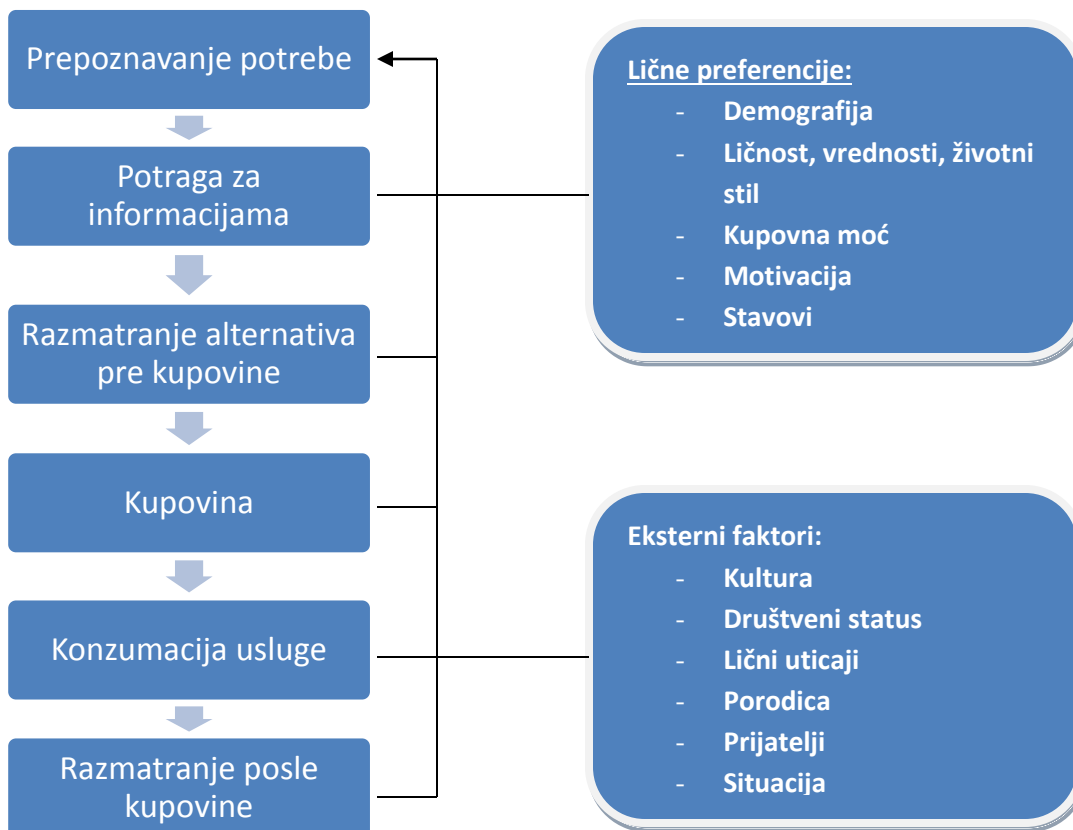 Prepoznavanje potrebe
Potraga za
informacijama
Razmatranje alternativa
pre kupovine
Kupovina
Konzumacija usluge
Razmatranje posle
kupovine
Lične preferencije:
- Demografija
- Ličnost, vrednosti, životni
stil
- Kupovna moć
- Motivacija
- Stavovi
Eksterni faktori:
- Kultura
- Društveni status
- Lični uticaji
- Porodica
- Prijatelji
- Situacija